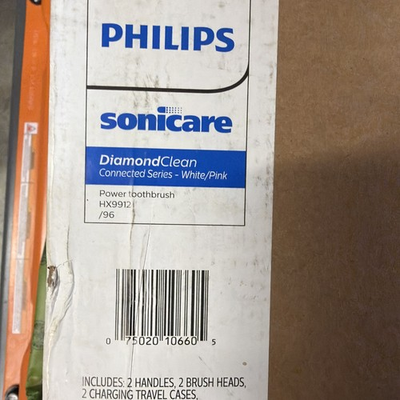 PHILIPS
sonicare
DiamondClean
Connected Series - White/Pink
Power toothbrush
HX9912
/96
0 75020 10660 5
INCLUDES: 2 HANDLES, 2 BRUSH HEADS,
2 CHARGING TRAVEL CASES,